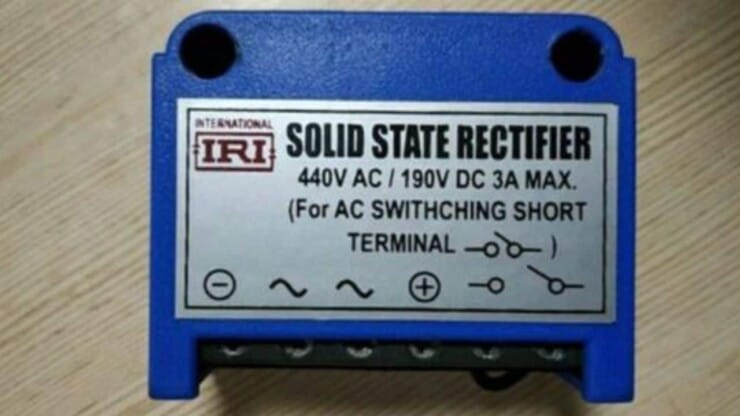 INTERNATIONAL
IRI
SOLID STATE RECTIFIER
440V AC / 190V DC 3A MAX.
(For AC SWITHCHING SHORT
TERMINAL )